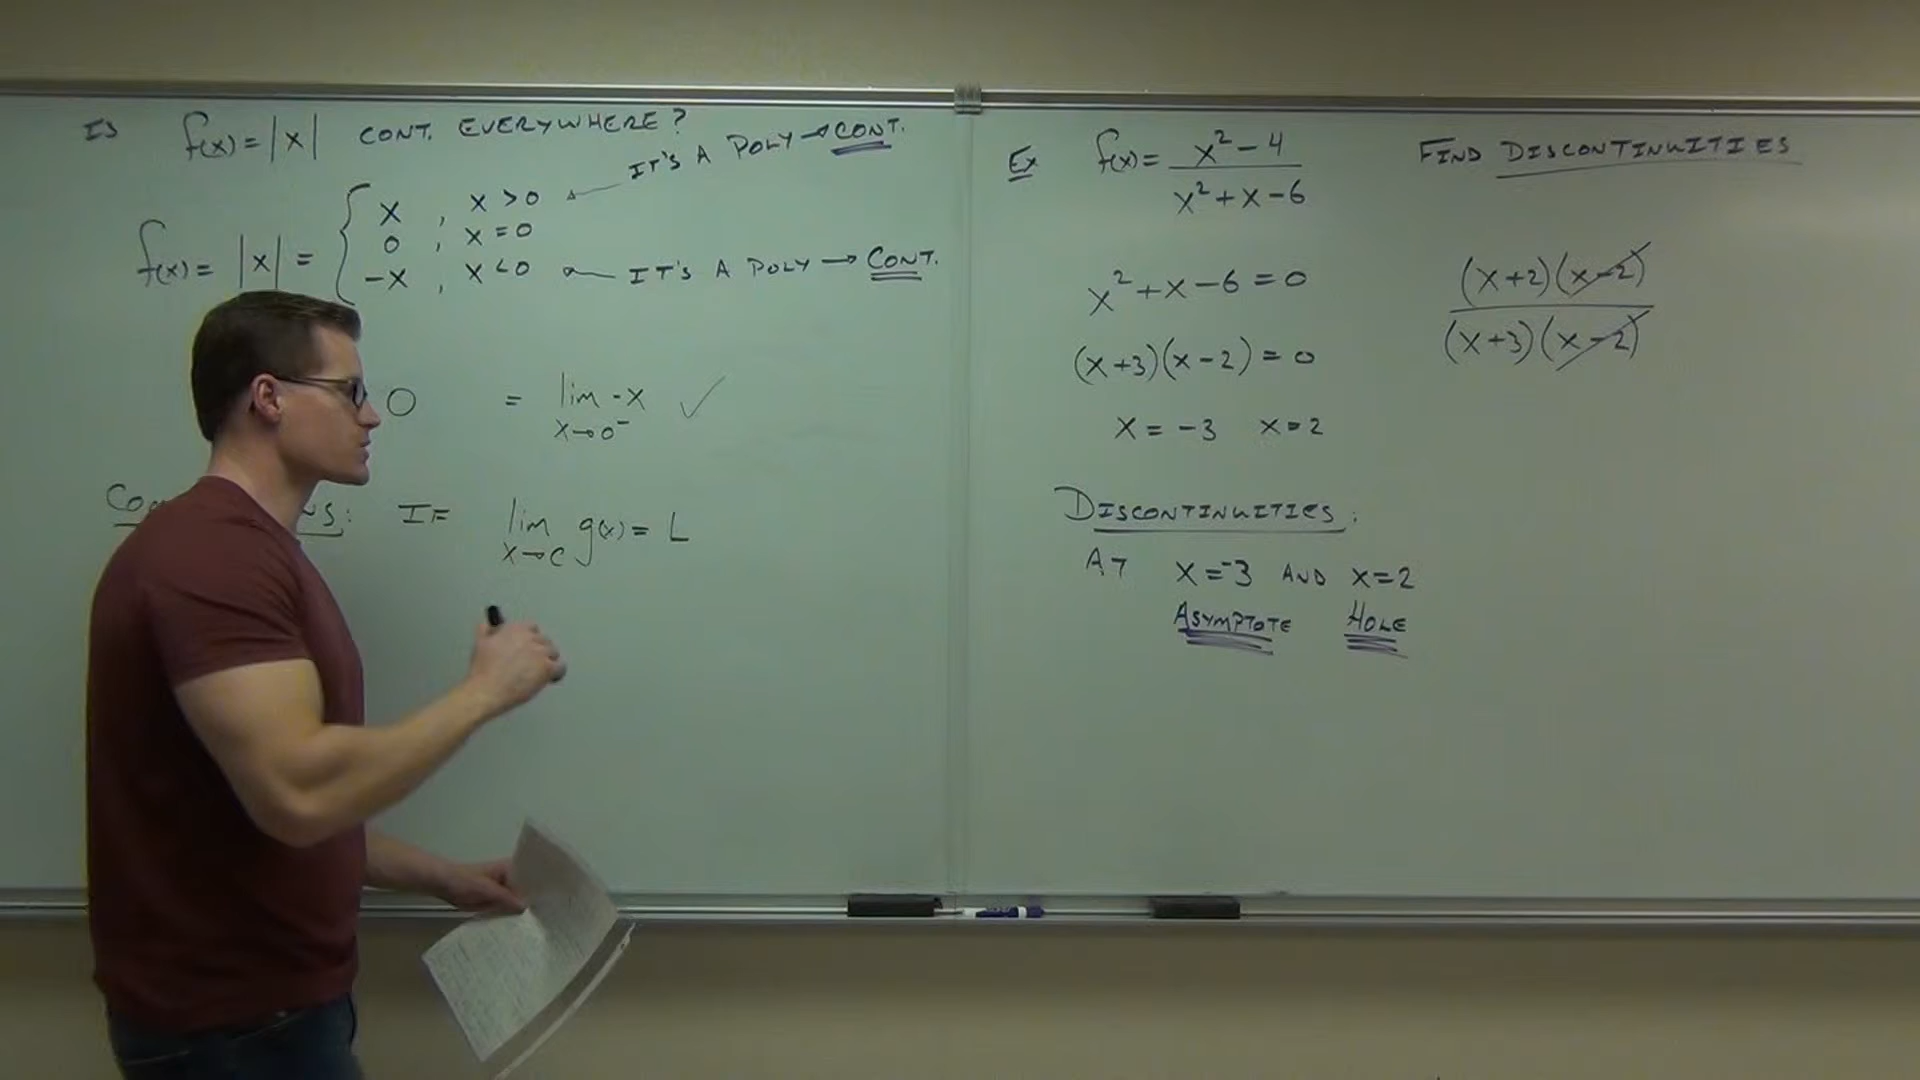 IS f(x) = |x| CONT. EVERYWHERE?
IT'S A POLY → CONT.
f(x) = |x| = { x , x > 0
0 , x = 0
-x , x < 0 ← IT'S A POLY → CONT.
0 = lim -x ✓
x→0⁻
IF lim g(x) = L
x→c
Ex f(x) = x² - 4 FIND DISCONTINUITIES
x² + x - 6
x² + x - 6 = 0
(x+3)(x-2) = 0
x = -3 x = 2
(x+2)(x-2)
(x+3)(x-2)
DISCONTINUITIES:
AT x = -3 AND x = 2
ASYMPTOTE HOLE